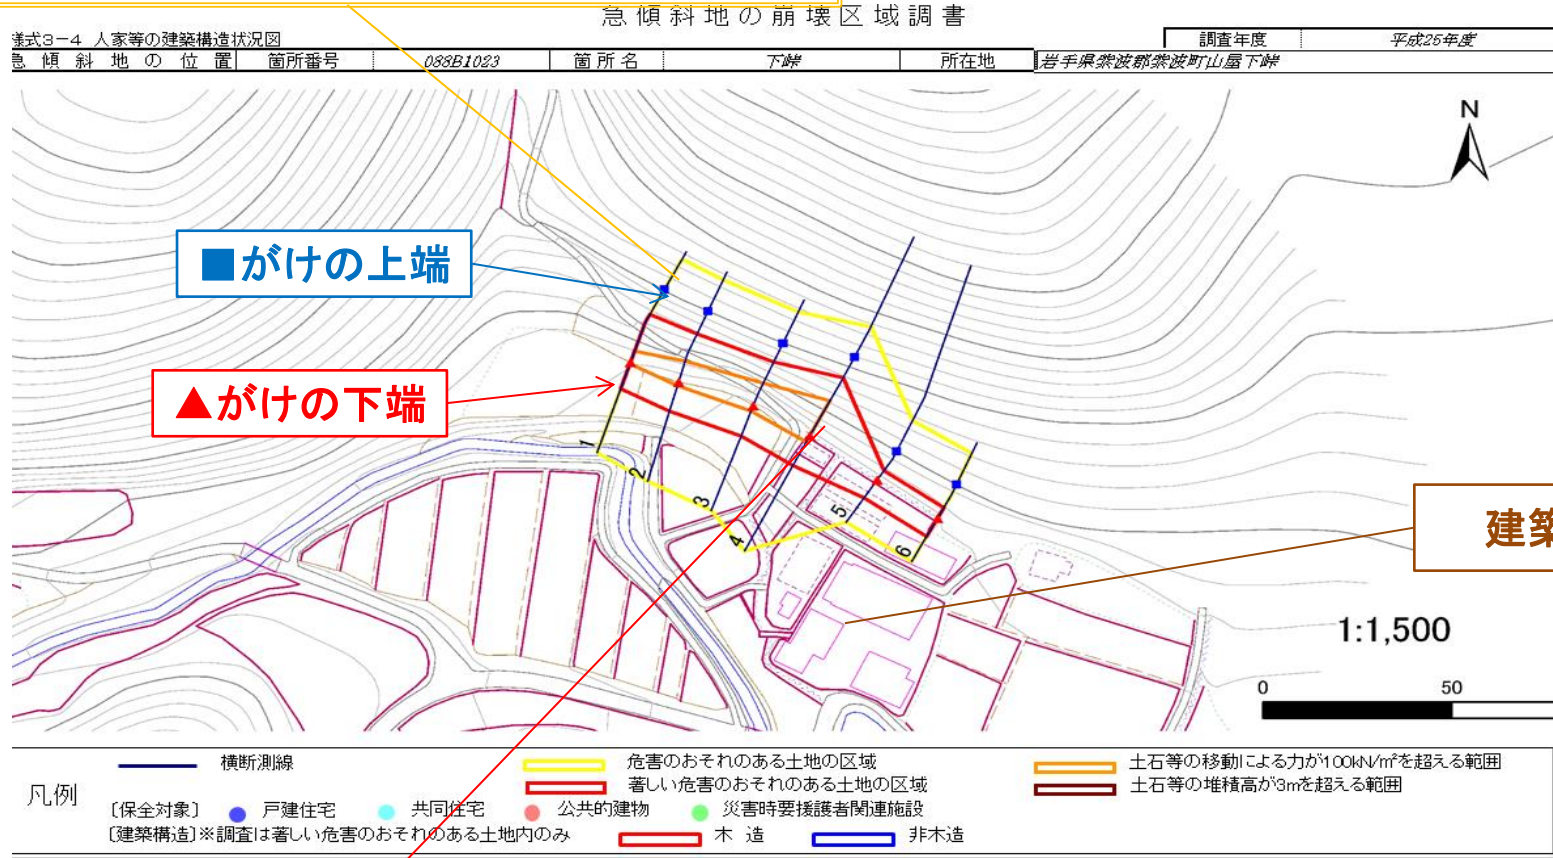 急傾斜地の崩壊区域調書
様式3-4 人家等の建築構造状況図
調査年度 平成25年度
急傾斜地の位置 箇所番号 088B1023 箇所名 下峠 所在地 岩手県紫波郡紫波町山屋下峠
N
■がけの上端
▲がけの下端
1
2
3
4
5
6
建築
1:1,500
0 50
凡例
横断測線
危害のおそれのある土地の区域
土石等の移動による力が100kN/㎡を超える範囲
著しい危害のおそれのある土地の区域
土石等の堆積高が3mを超える範囲
〔保全対象〕 戸建住宅 共同住宅 公共的建物 災害時要援護者関連施設
〔建築構造〕※調査は著しい危害のおそれのある土地内のみ 木 造 非木造